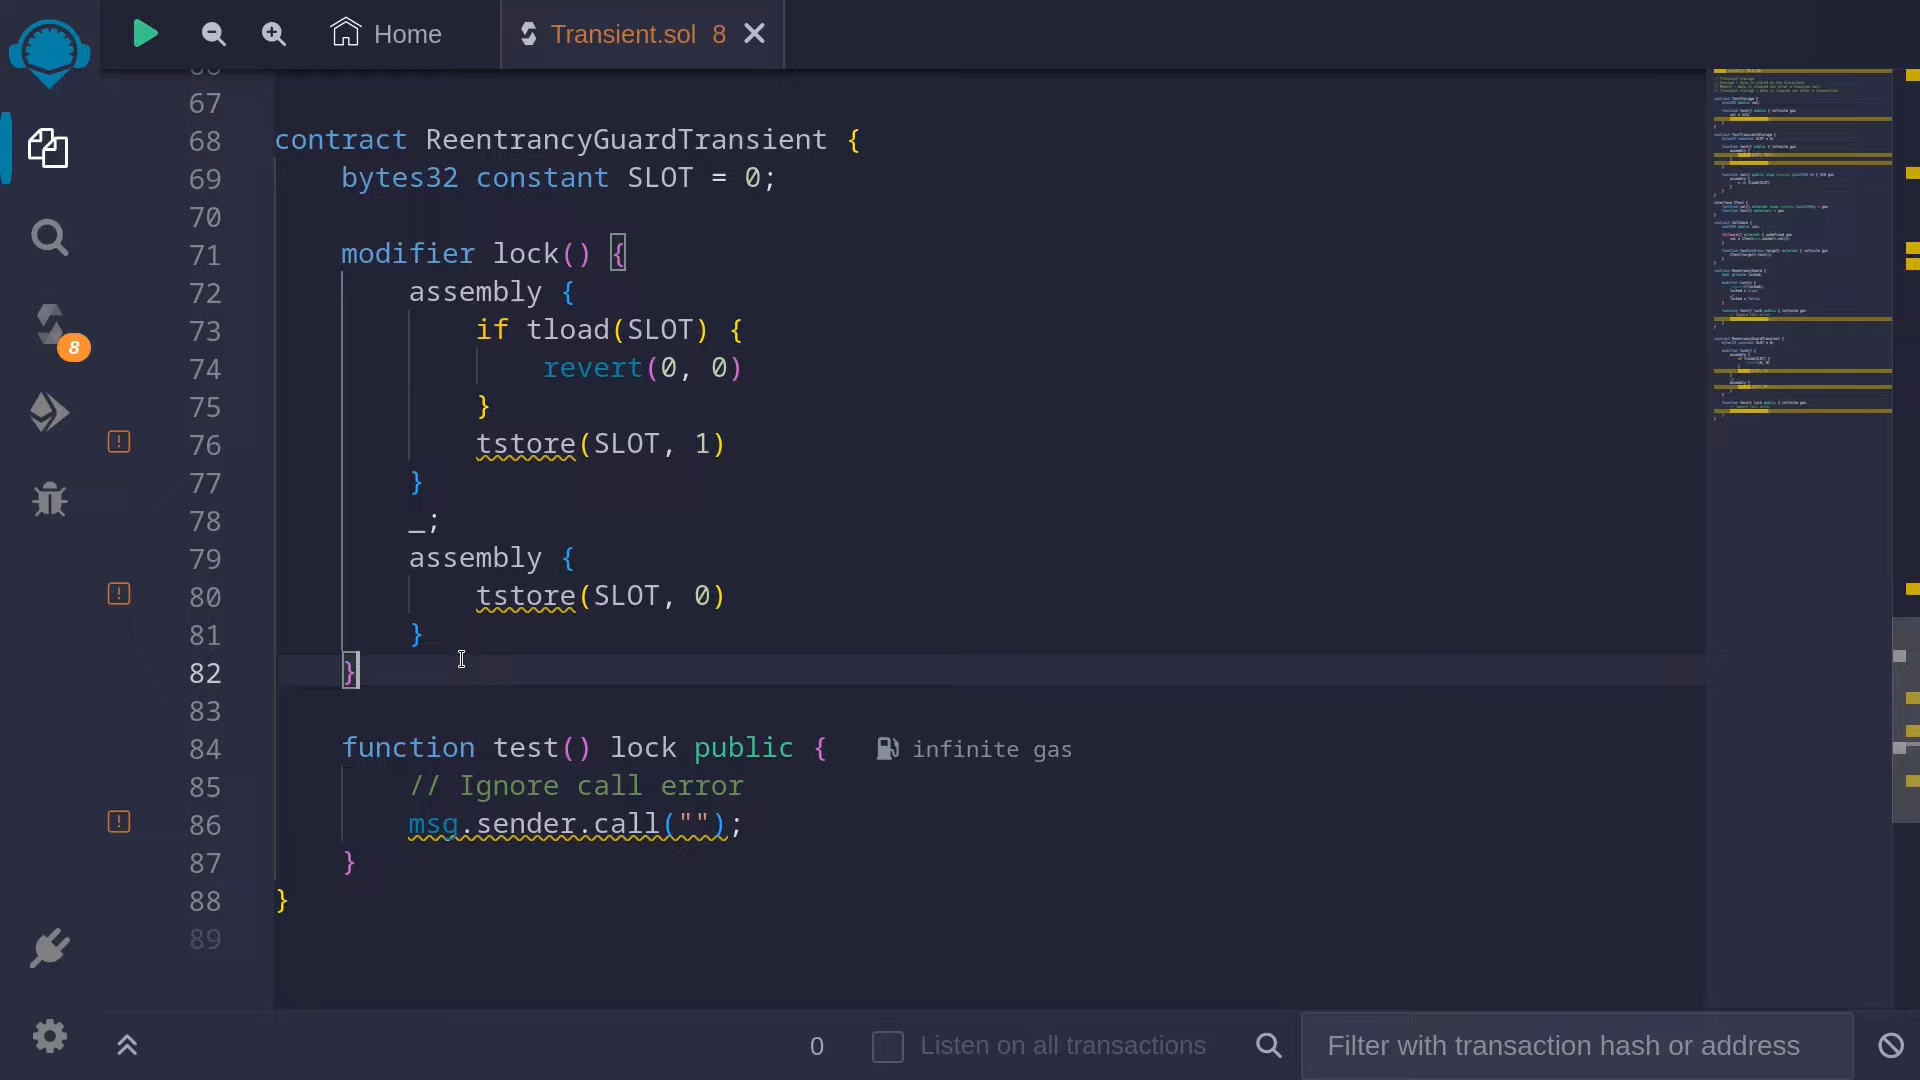 Home
Transient.sol 8
67
68 contract ReentrancyGuardTransient {
69 bytes32 constant SLOT = 0;
70
71 modifier lock() {
72 assembly {
73 if tload(SLOT) {
74 revert(0, 0)
75 }
76 tstore(SLOT, 1)
77 }
78 _;
79 assembly {
80 tstore(SLOT, 0)
81 }
82 }
83
84 function test() lock public { infinite gas
85 // Ignore call error
86 msg.sender.call("");
87 }
88 }
89
8
0 Listen on all transactions Filter with transaction hash or address